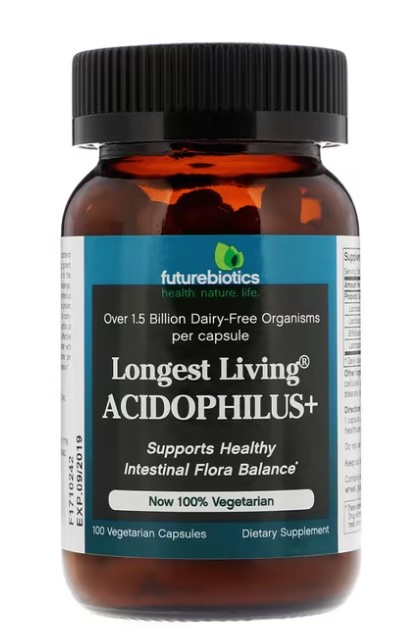 futurebiotics
health. nature. life.
Over 1.5 Billion Dairy-Free Organisms
per capsule
Longest Living®
ACIDOPHILUS+
Supports Healthy
Intestinal Flora Balance*
Now 100% Vegetarian
100 Vegetarian Capsules
Dietary Supplement
F1710242
EXP.09/2019